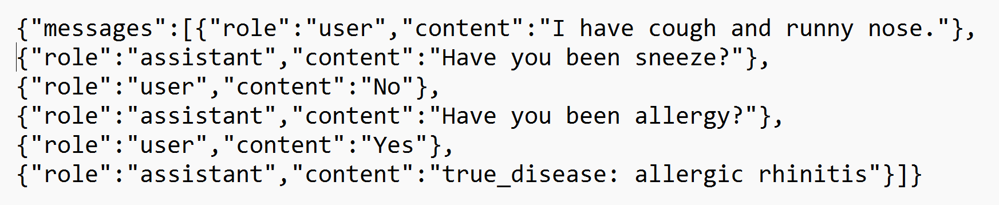 {"messages":[{"role":"user","content":"I have cough and runny nose."},
{"role":"assistant","content":"Have you been sneeze?"},
{"role":"user","content":"No"},
{"role":"assistant","content":"Have you been allergy?"},
{"role":"user","content":"Yes"},
{"role":"assistant","content":"true_disease: allergic rhinitis"}]}